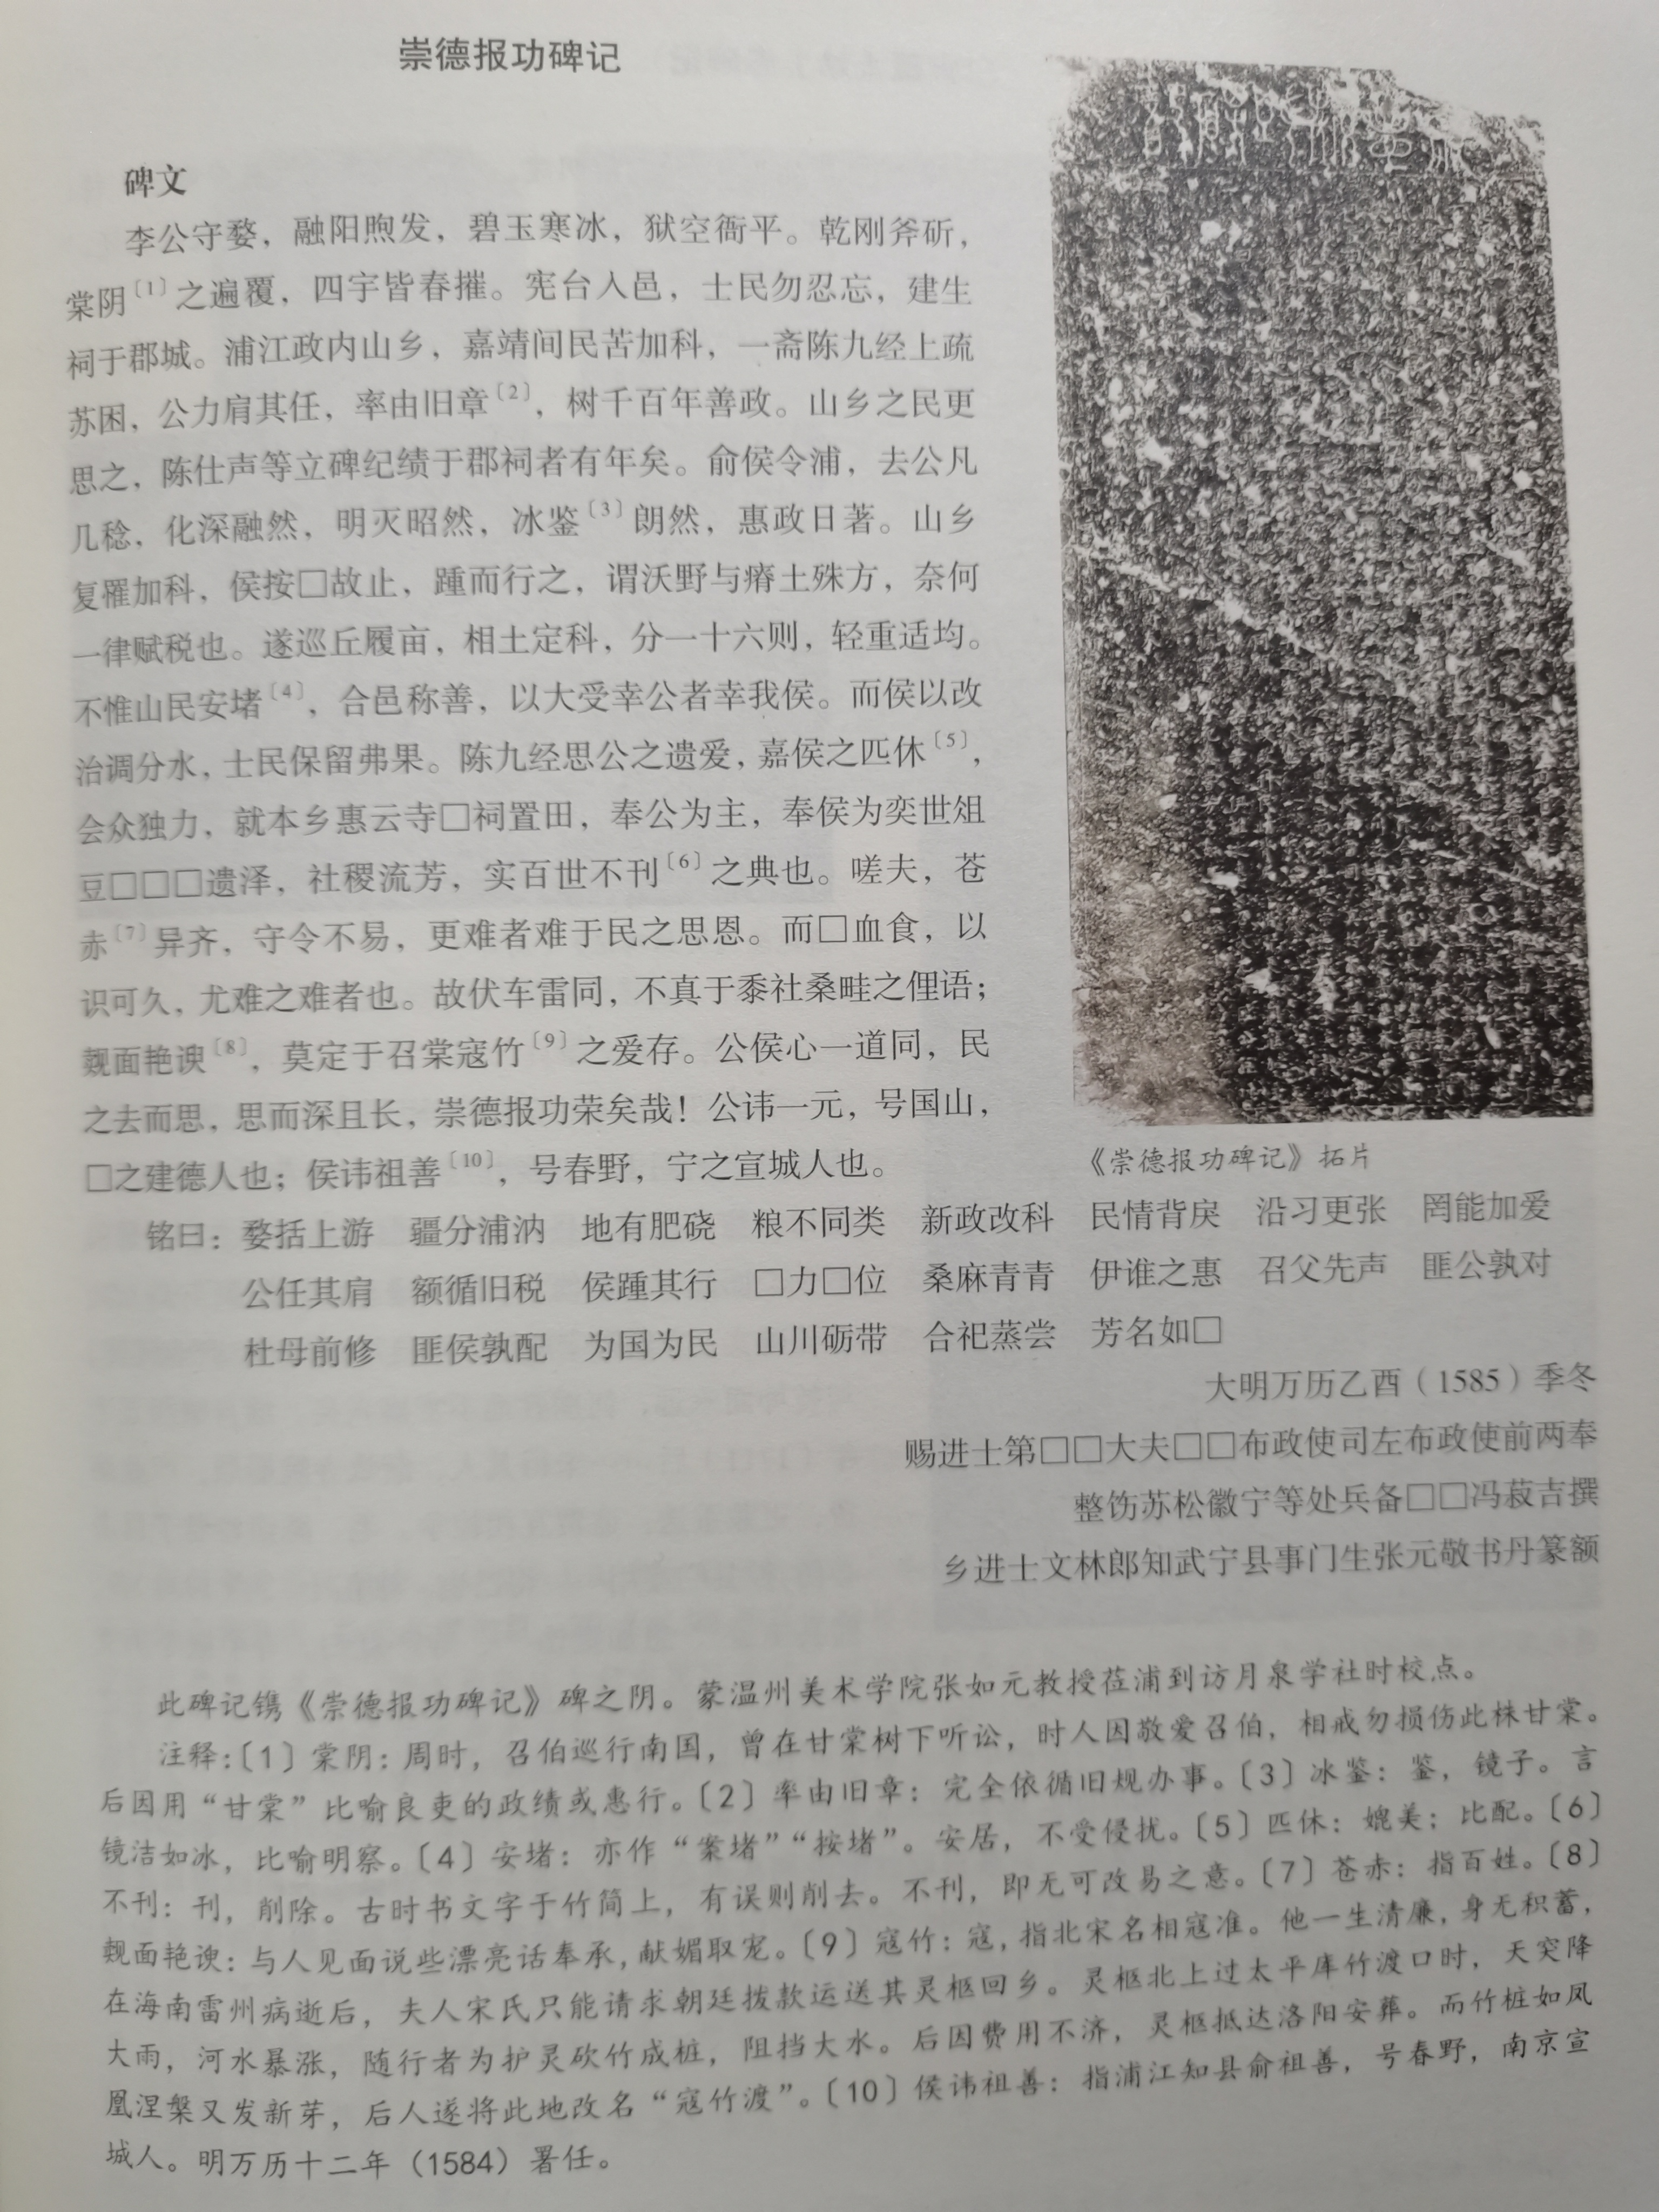 崇德报功碑记
碑文
李公守婺，融阳煦发，碧玉寒冰，狱空衙平。乾刚斧斫，
棠阴〔1〕之遍覆，四宇皆春摧。宪台入邑，士民勿忍忘，建生
祠于郡城。浦江政内山乡，嘉靖间民苦加科，一斋陈九经上疏
苏困，公力肩其任，率由旧章〔2〕，树千百年善政。山乡之民更
思之，陈仕声等立碑纪绩于郡祠者有年矣。俞侯令浦，去公凡
几稔，化深融然，明灭昭然，冰鉴〔3〕朗然，惠政日著。山乡
复罹加科，侯按□故止，踵而行之，谓沃野与瘠土殊方，奈何
一律赋税也。遂巡丘履亩，相土定科，分一十六则，轻重适均。
不惟山民安堵〔4〕，合邑称善，以大受幸公者幸我侯。而侯以改
治调分水，士民保留弗果。陈九经思公之遗爱，嘉侯之匹休〔5〕，
会众独力，就本乡惠云寺□祠置田，奉公为主，奉侯为奕世俎
豆□□□遗泽，社稷流芳，实百世不刊〔6〕之典也。嗟夫，苍
赤〔7〕异齐，守令不易，更难者难于民之思恩。而□血食，以
识可久，尤难之难者也。故伏车雷同，不真于黍社桑畦之俚语；
觌面艳谀〔8〕，莫定于召棠寇竹〔9〕之爱存。公侯心一道同，民
之去而思，思而深且长，崇德报功荣矣哉！公讳一元，号国山，
□之建德人也；侯讳祖善〔10〕，号春野，宁之宣城人也。
《崇德报功碑记》拓片
铭曰：婺括上游　疆分浦汭　地有肥硗　粮不同类　新政改科　民情背戾　沿习更张　罔能加爱
公任其肩　额循旧税　侯踵其行　□力□位　桑麻青青　伊谁之惠　召父先声　匪公孰对
杜母前修　匪侯孰配　为国为民　山川砺带　合祀蒸尝　芳名如□
大明万历乙酉（1585）季冬
赐进士第□□大夫□□布政使司左布政使前两奉
整饬苏松徽宁等处兵备□□冯菽吉撰
乡进士文林郎知武宁县事门生张元敬书丹篆额
此碑记镌《崇德报功碑记》碑之阴。蒙温州美术学院张如元教授莅浦到访月泉学社时校点。
注释：〔1〕棠阴：周时，召伯巡行南国，曾在甘棠树下听讼，时人因敬爱召伯，相戒勿损伤此株甘棠。
后因用“甘棠”比喻良吏的政绩或惠行。〔2〕率由旧章：完全依循旧规办事。〔3〕冰鉴：鉴，镜子。言
镜洁如冰，比喻明察。〔4〕安堵：亦作“案堵”“按堵”。安居，不受侵扰。〔5〕匹休：媲美；比配。〔6〕
不刊：刊，削除。古时书文字于竹简上，有误则削去。不刊，即无可改易之意。〔7〕苍赤：指百姓。〔8〕
觌面艳谀：与人见面说些漂亮话奉承，献媚取宠。〔9〕寇竹：寇，指北宋名相寇准。他一生清廉，身无积蓄，
在海南雷州病逝后，夫人宋氏只能请求朝廷拨款运送其灵柩回乡。灵柩北上过太平库竹渡口时，天突降
大雨，河水暴涨，随行者为护灵砍竹成桩，阻挡大水。后因费用不济，灵柩抵达洛阳安葬。而竹桩如凤
凰涅槃又发新芽，后人遂将此地改名“寇竹渡”。〔10〕侯讳祖善：指浦江知县俞祖善，号春野，南京宣
城人。明万历十二年（1584）署任。